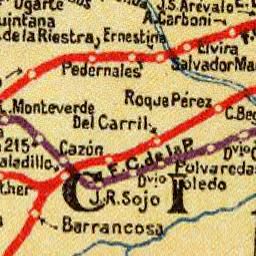 Ugarte
J.S. Arévalo
Quintana
A. Carboni
de la Riestra
Ernestina
Elvira
Pedernales
Salvador Ma
Monteverde
Roque Pérez
Del Carril
C. Beg
215
Cazón
aladillo
F.C. de la P.
Dvio
Polvaredas
ther
Dvio
Toledo
C I
J.R. Sojo
Barrancosa